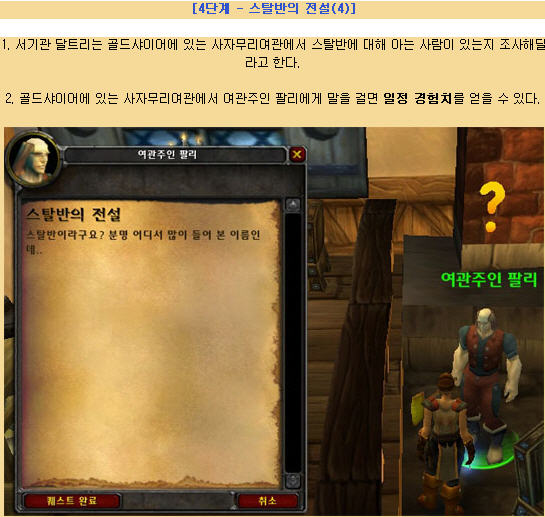 [4단계 - 스탈반의 전설(4)]
1. 서기관 달트리는 골드샤이어에 있는 사자무리여관에서 스탈반에 대해 아는 사람이 있는지 조사해달
라고 한다.
2. 골드샤이어에 있는 사자무리여관에서 여관주인 팔리에게 말을 걸면 일정 경험치를 얻을 수 있다.
여관주인 팔리
스탈반의 전설
스탈반이라구요? 분명 어디서 많이 들어 본 이름인
데..
여관주인 팔리
퀘스트 완료
취소